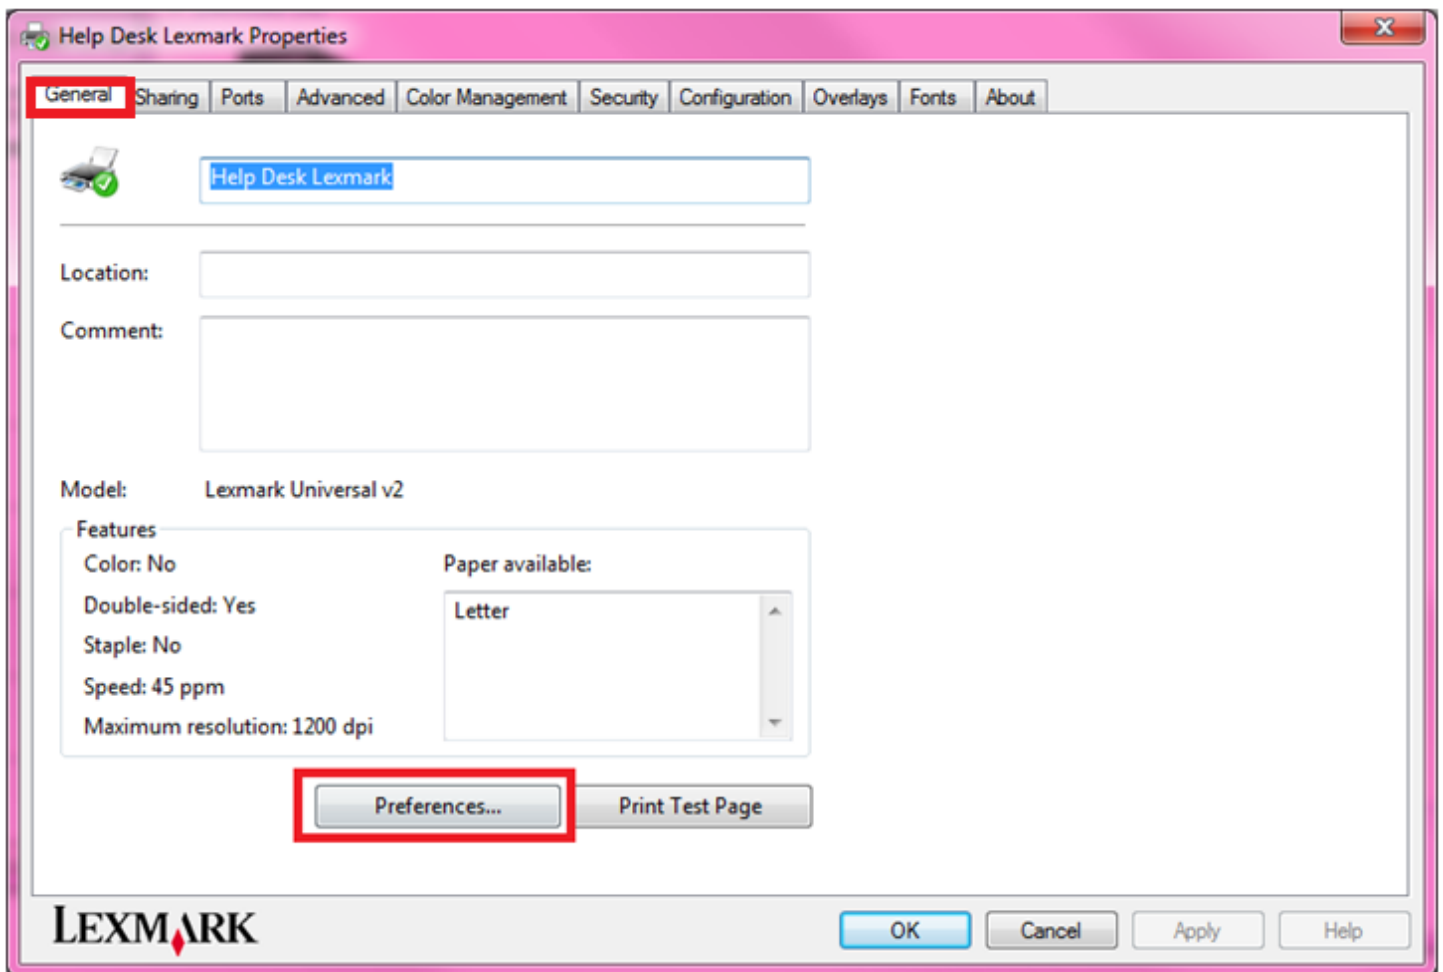 Help Desk Lexmark Properties
General Sharing Ports Advanced Color Management Security Configuration Overlays Fonts About
Help Desk Lexmark
Location:
Comment:
Model: Lexmark Universal v2
Features
Color: No
Paper available:
Double-sided: Yes
Letter
Staple: No
Speed: 45 ppm
Maximum resolution: 1200 dpi
Preferences... Print Test Page
LEXMARK
OK Cancel Apply Help